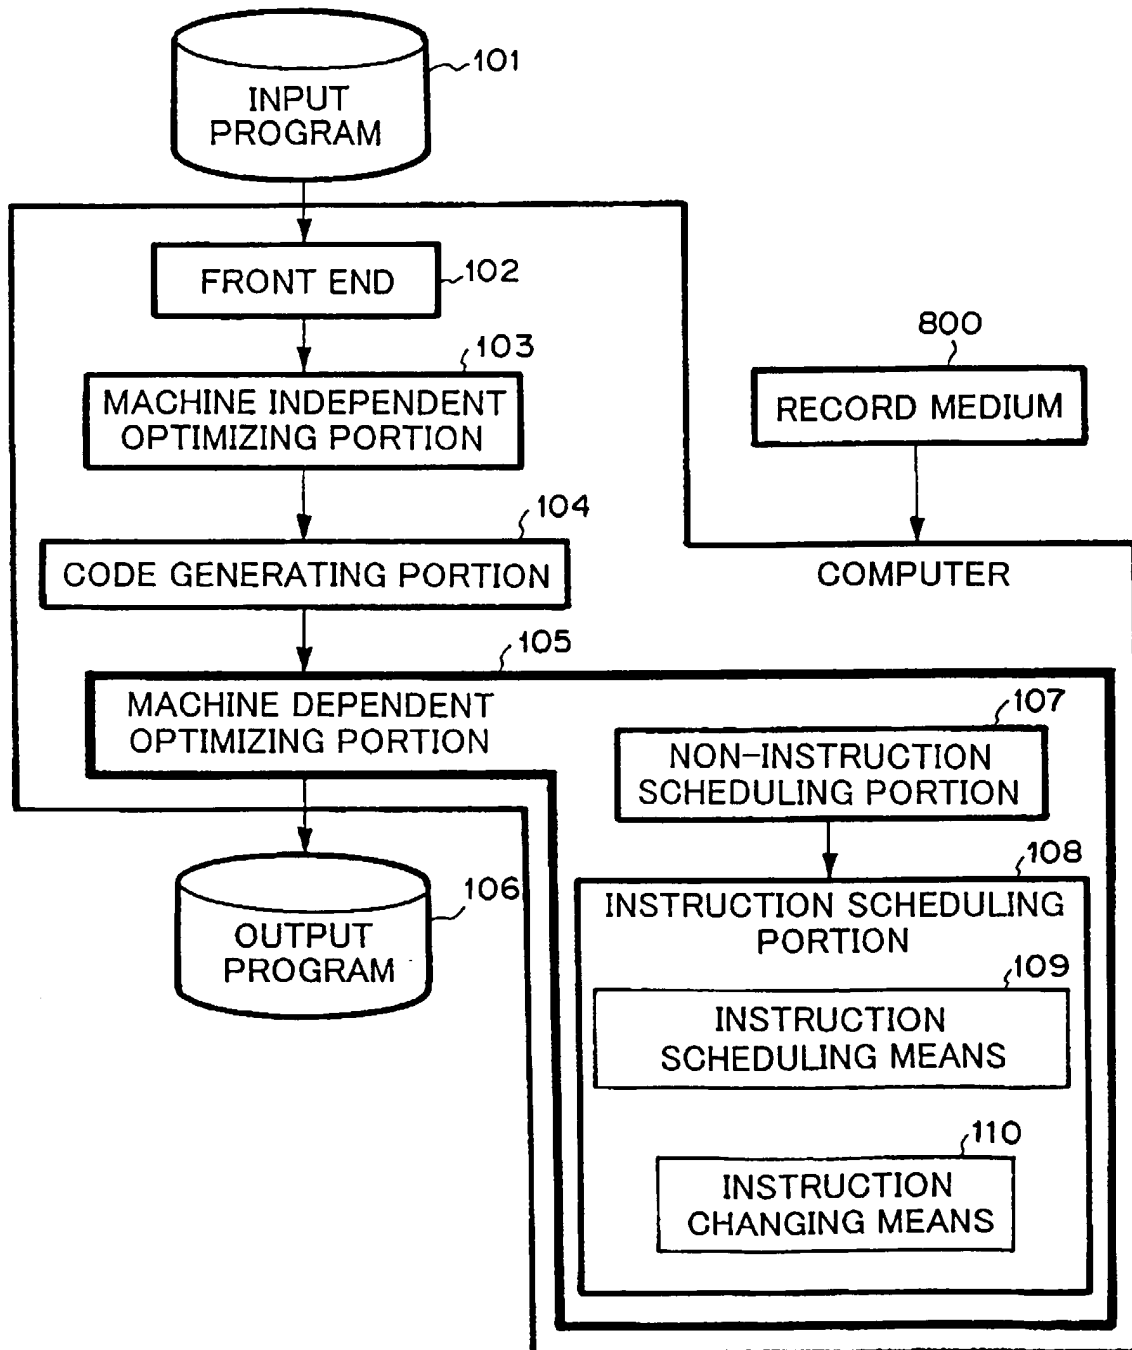 101
INPUT
PROGRAM
FRONT END
102
103
MACHINE INDEPENDENT
OPTIMIZING PORTION
800
RECORD MEDIUM
104
CODE GENERATING PORTION
COMPUTER
105
MACHINE DEPENDENT
OPTIMIZING PORTION
107
NON-INSTRUCTION
SCHEDULING PORTION
106
OUTPUT
PROGRAM
108
INSTRUCTION SCHEDULING
PORTION
109
INSTRUCTION
SCHEDULING MEANS
110
INSTRUCTION
CHANGING MEANS